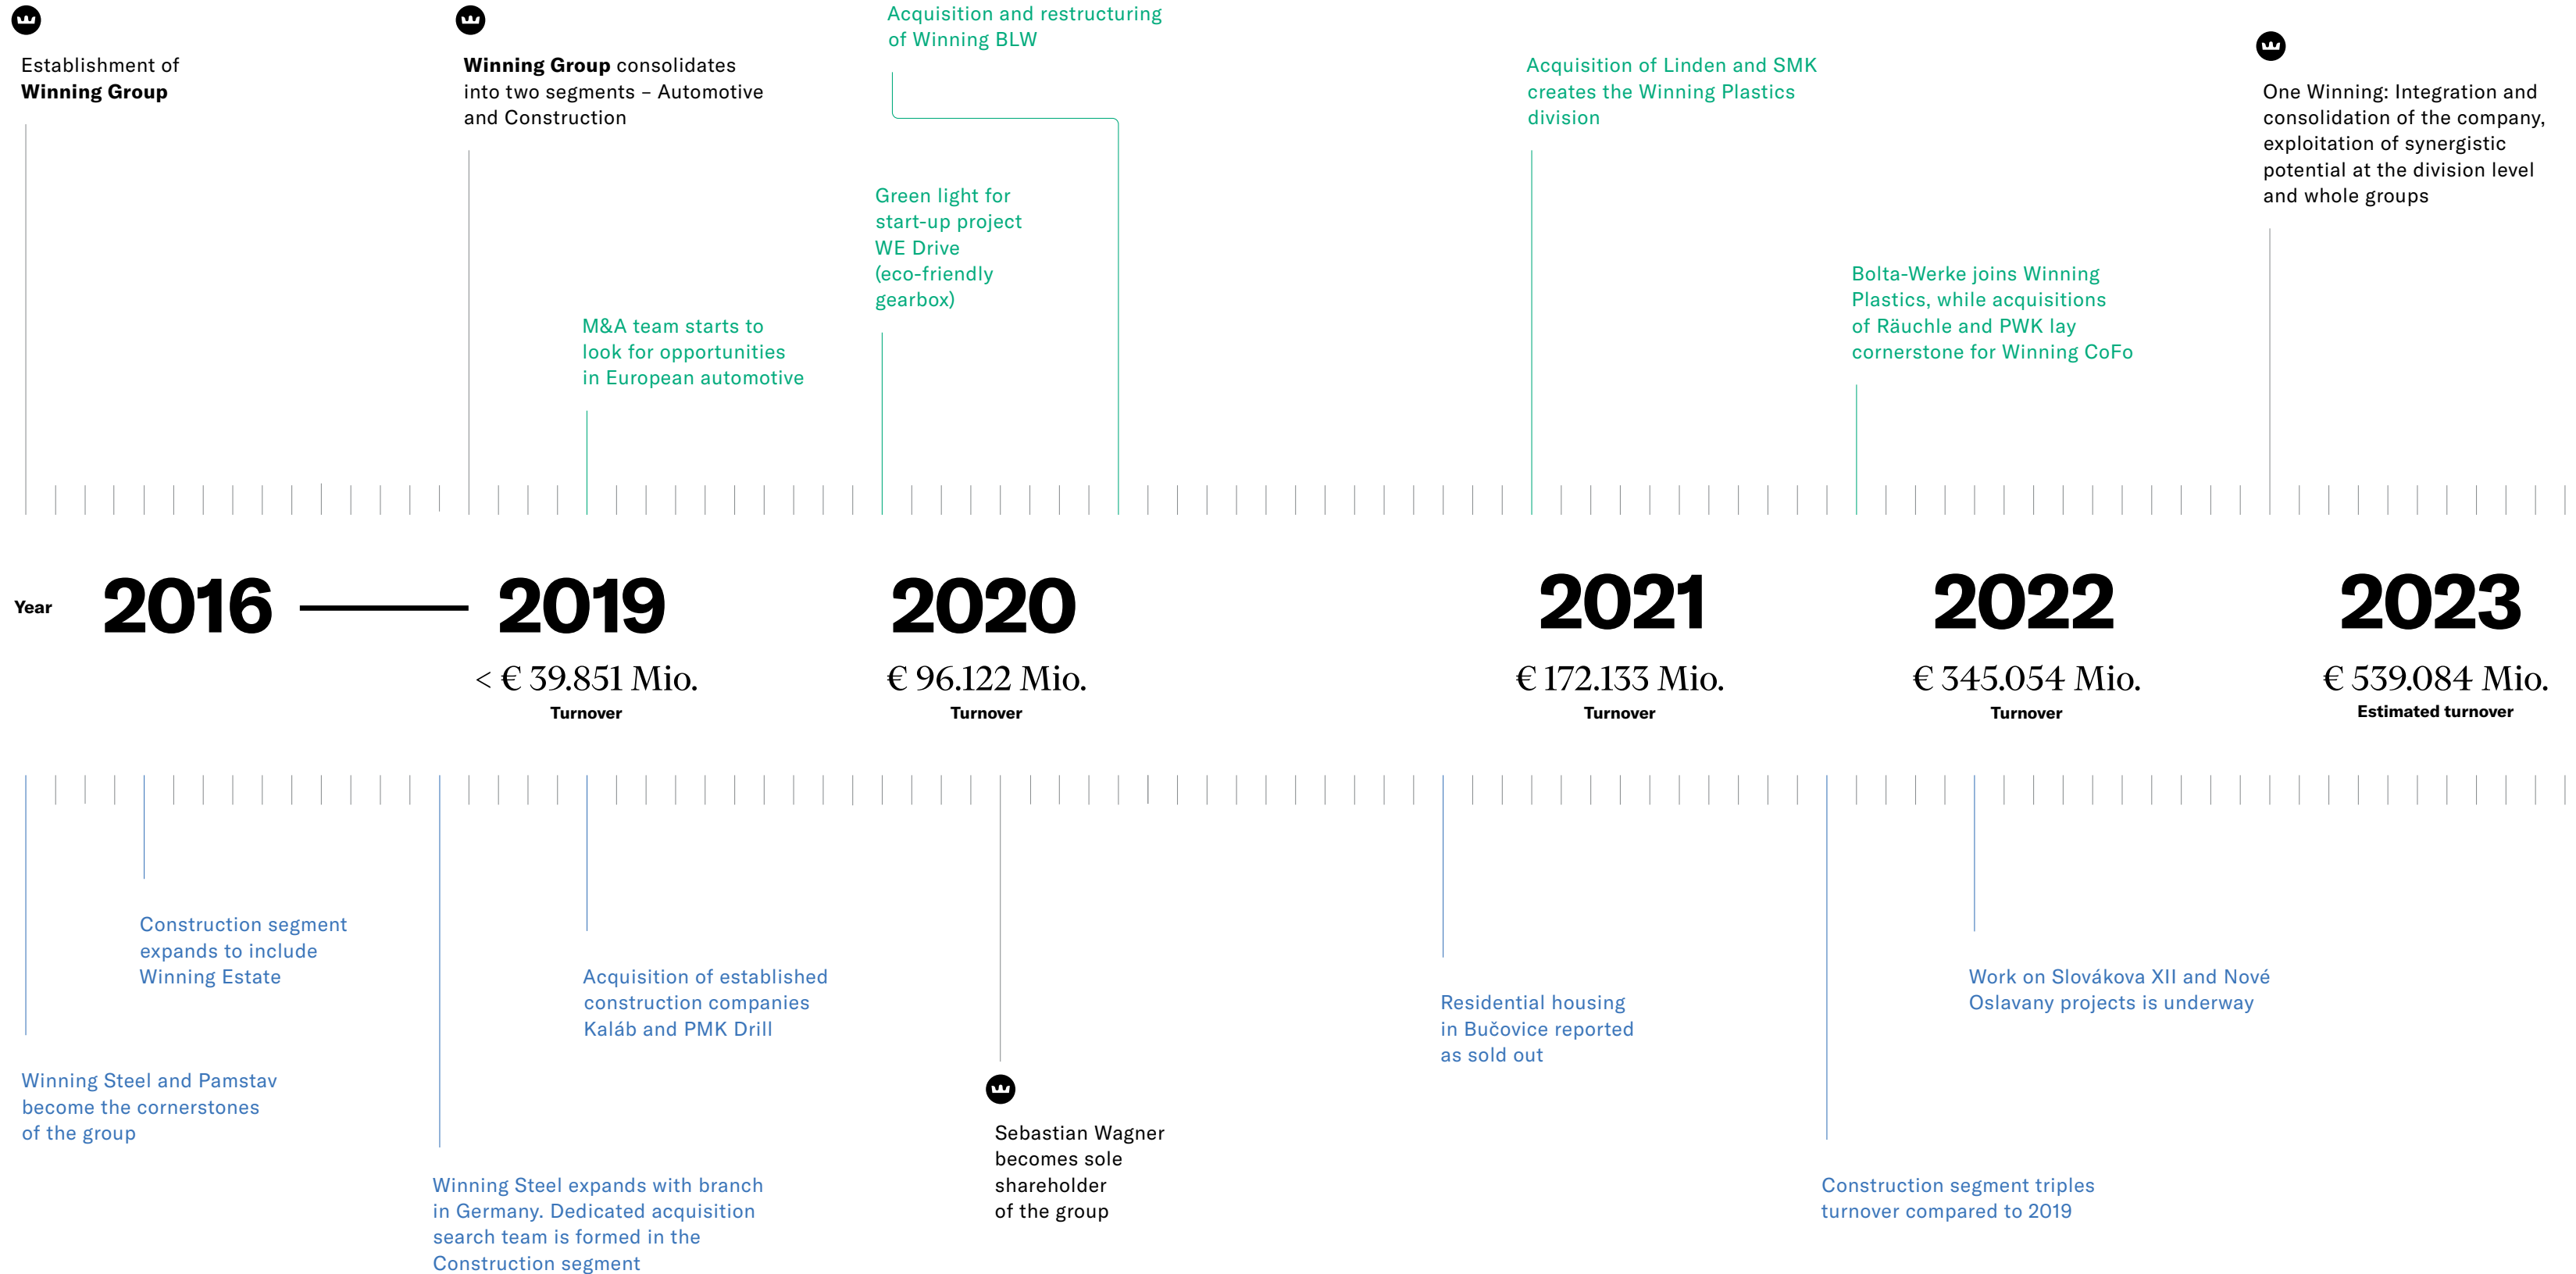 Establishment of
Winning Group
Winning Group consolidates
into two segments – Automotive
and Construction
M&A team starts to
look for opportunities
in European automotive
Acquisition and restructuring
of Winning BLW
Green light for
start-up project
WE Drive
(eco-friendly
gearbox)
Acquisition of Linden and SMK
creates the Winning Plastics
division
Bolta-Werke joins Winning
Plastics, while acquisitions
of Räuchle and PWK lay
cornerstone for Winning CoFo
One Winning: Integration and
consolidation of the company,
exploitation of synergistic
potential at the division level
and whole groups
Year
2016
2019
< € 39.851 Mio.
Turnover
2020
€ 96.122 Mio.
Turnover
2021
€ 172.133 Mio.
Turnover
2022
€ 345.054 Mio.
Turnover
2023
€ 539.084 Mio.
Estimated turnover
Winning Steel and Pamstav
become the cornerstones
of the group
Construction segment
expands to include
Winning Estate
Winning Steel expands with branch
in Germany. Dedicated acquisition
search team is formed in the
Construction segment
Acquisition of established
construction companies
Kaláb and PMK Drill
Sebastian Wagner
becomes sole
shareholder
of the group
Residential housing
in Bučovice reported
as sold out
Construction segment triples
turnover compared to 2019
Work on Slovákova XII and Nové
Oslavany projects is underway